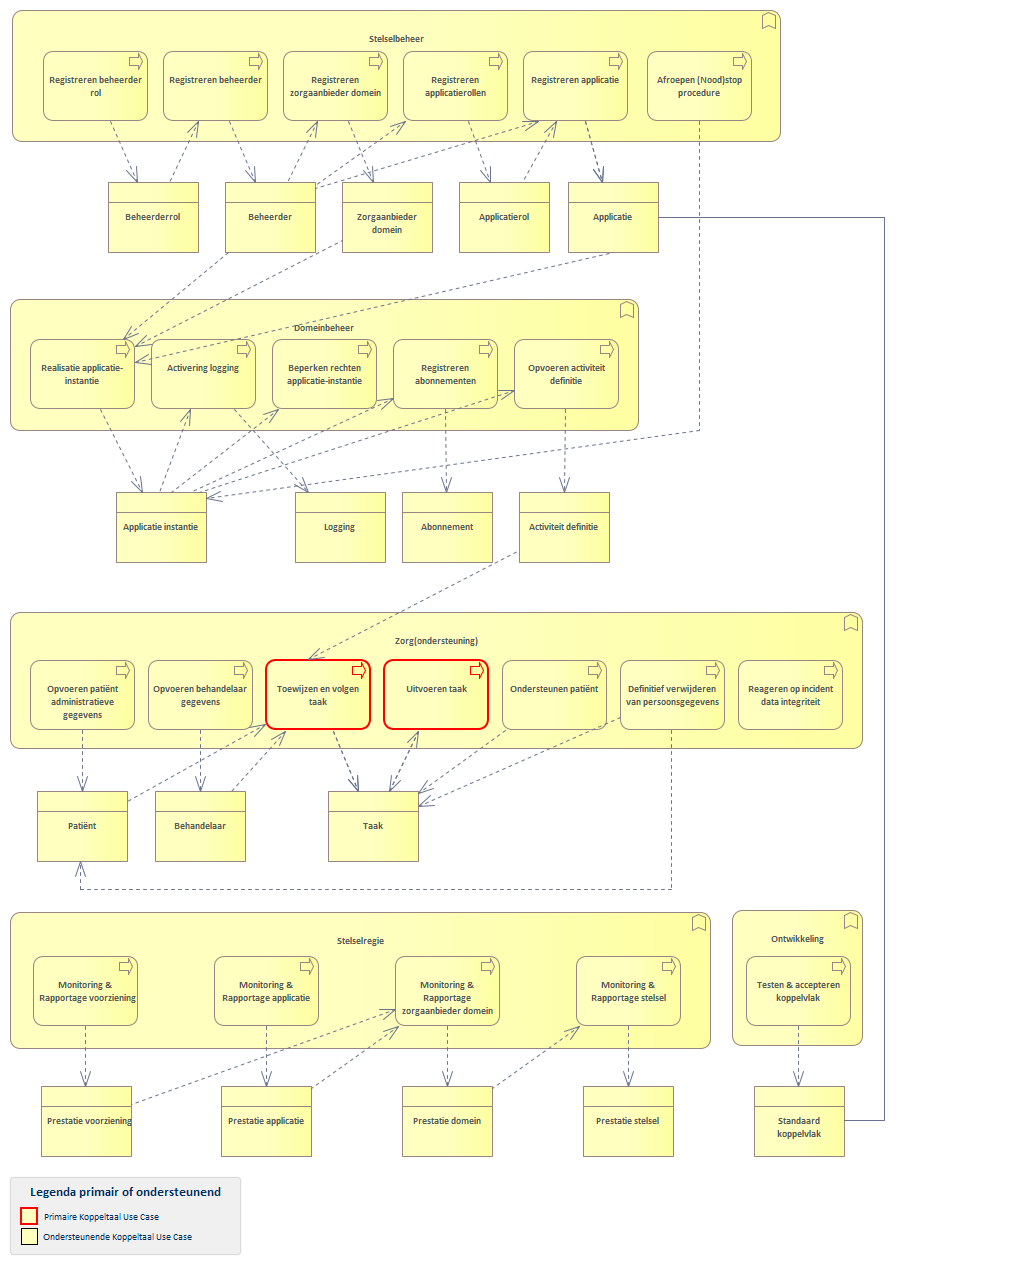 Stelselbeheer
Registreren beheerder
rol
Registreren beheerder
Registreren
zorgaanbieder domein
Registreren
applicatierollen
Registreren applicatie
Afroepen (Nood)stop
procedure
Beheerderrol
Beheerder
Zorgaanbieder
domein
Applicatierol
Applicatie
Domeinbeheer
Realisatie applicatie-
instantie
Activering logging
Beperken rechten
applicatie-instantie
Registreren
abonnementen
Opvoeren activiteit
definitie
Applicatie instantie
Logging
Abonnement
Activiteit definitie
Zorg(ondersteuning)
Opvoeren patiënt
administratieve
gegevens
Opvoeren behandelaar
gegevens
Toewijzen en volgen
taak
Uitvoeren taak
Ondersteunen patiënt
Definitief verwijderen
van persoonsgegevens
Reageren op incident
data integriteit
Patiënt
Behandelaar
Taak
Stelselregie
Monitoring &
Rapportage voorziening
Monitoring &
Rapportage applicatie
Monitoring &
Rapportage
zorgaanbieder domein
Monitoring &
Rapportage stelsel
Ontwikkeling
Testen & accepteren
koppelvlak
Prestatie voorziening
Prestatie applicatie
Prestatie domein
Prestatie stelsel
Standaard
koppelvlak
Legenda primair of ondersteunend
Primaire Koppeltaal Use Case
Ondersteunende Koppeltaal Use Case